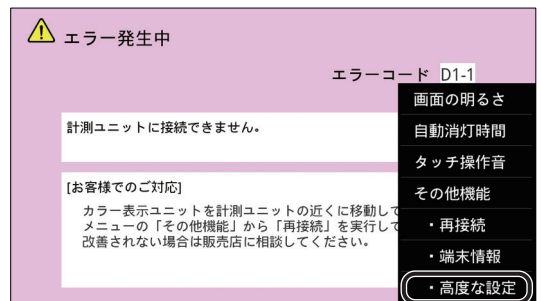 エラー発生中
エラーコード D1-1
計測ユニットに接続できません。
[お客様でのご対応]
カラー表示ユニットを計測ユニットの近くに移動して
メニューの「その他機能」から「再接続」を実行して
改善されない場合は販売店に相談してください。
画面の明るさ
自動消灯時間
タッチ操作音
その他機能
・再接続
・端末情報
・高度な設定